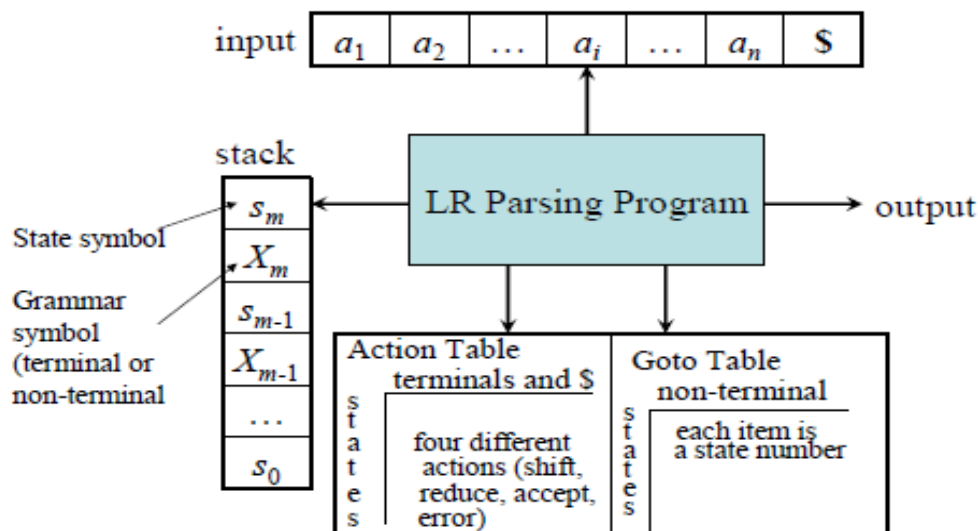 input a1 a2 … ai … an $
stack
LR Parsing Program
output
sm
Xm
sm-1
Xm-1
…
s0
State symbol
Grammar
symbol
(terminal or
non-terminal
Action Table
terminals and $
states
four different
actions (shift,
reduce, accept,
error)
Goto Table
non-terminal
states
each item is
a state number